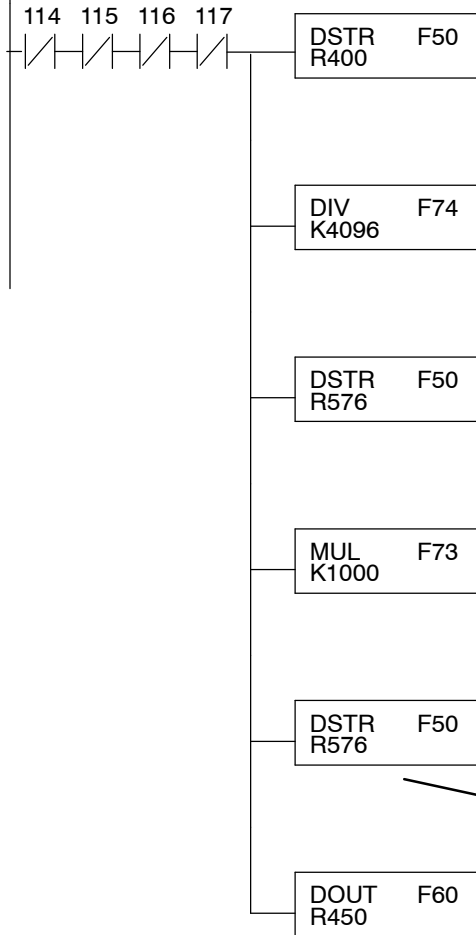 114 115 116 117
DSTR F50
R400
DIV F74
K4096
DSTR F50
R576
MUL F73
K1000
DSTR F50
R576
DOUT F60
R450